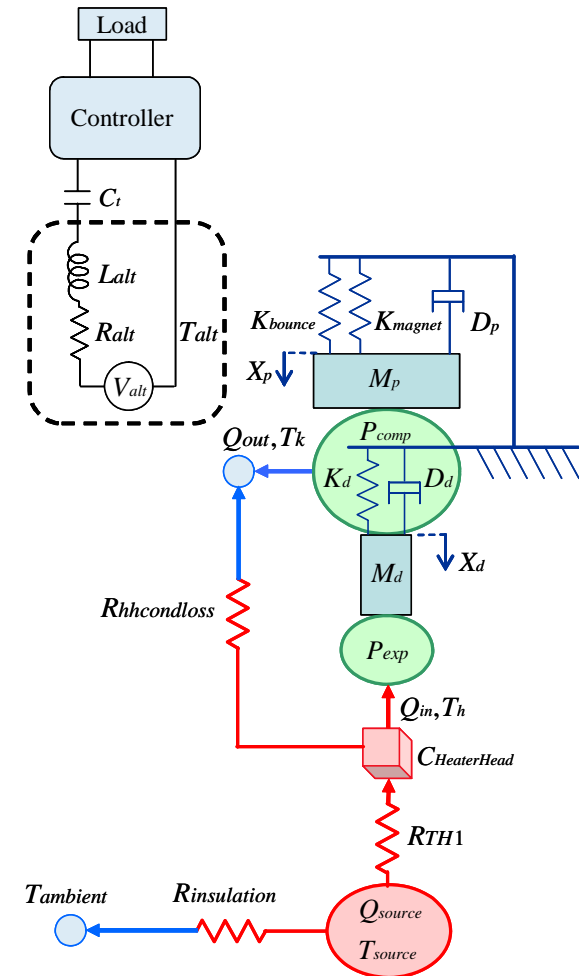 Load
Controller
Ct
Lalt
Ralt
Talt
Valt
Kbounce
Kmagnet
Dp
Xp
Mp
Qout,Tk
Pcomp
Kd
Dd
Xd
Md
Rhhcondloss
Pexp
Qin,Th
CHeaterHead
RTH1
Tambient
Rinsulation
Qsource
Tsource